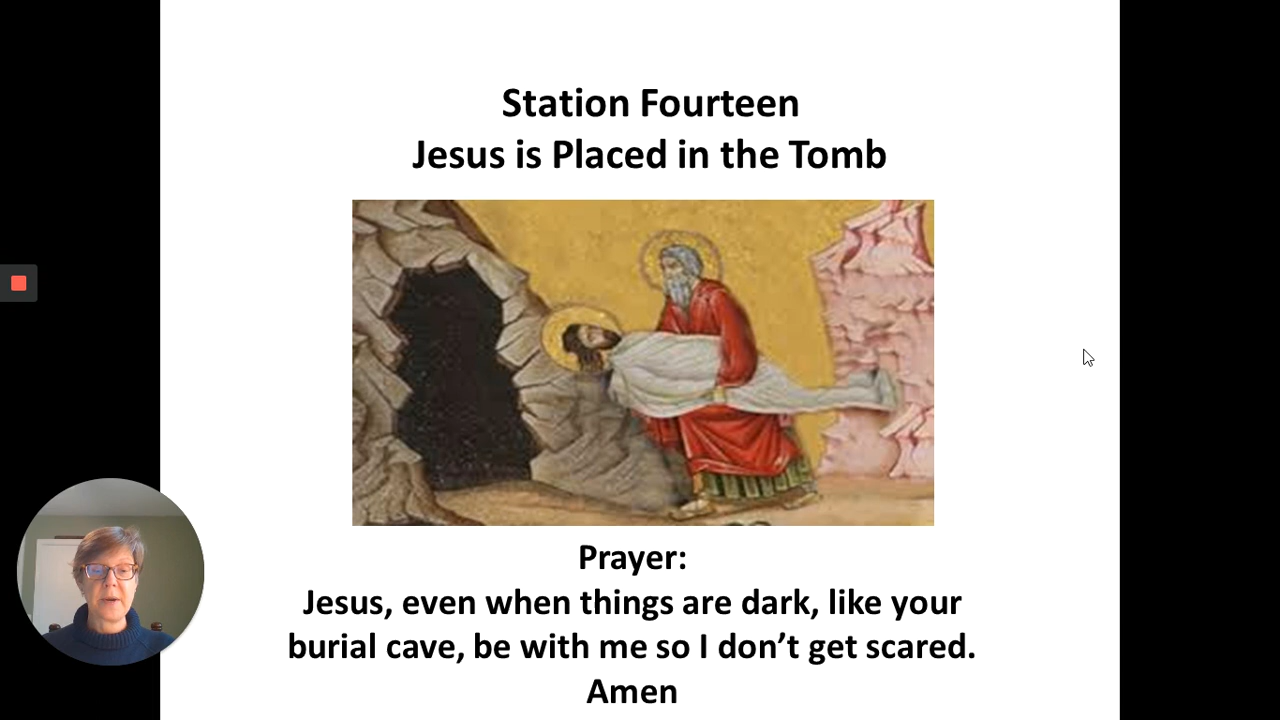 Station Fourteen
Jesus is Placed in the Tomb
Prayer:
Jesus, even when things are dark, like your
burial cave, be with me so I don’t get scared.
Amen